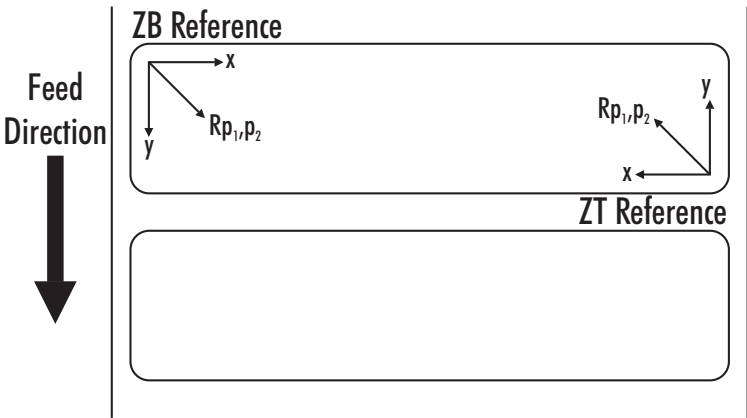 ZB Reference
Feed
Direction
x
y
Rp₁,p₂
y
Rp₁,p₂
x
ZT Reference